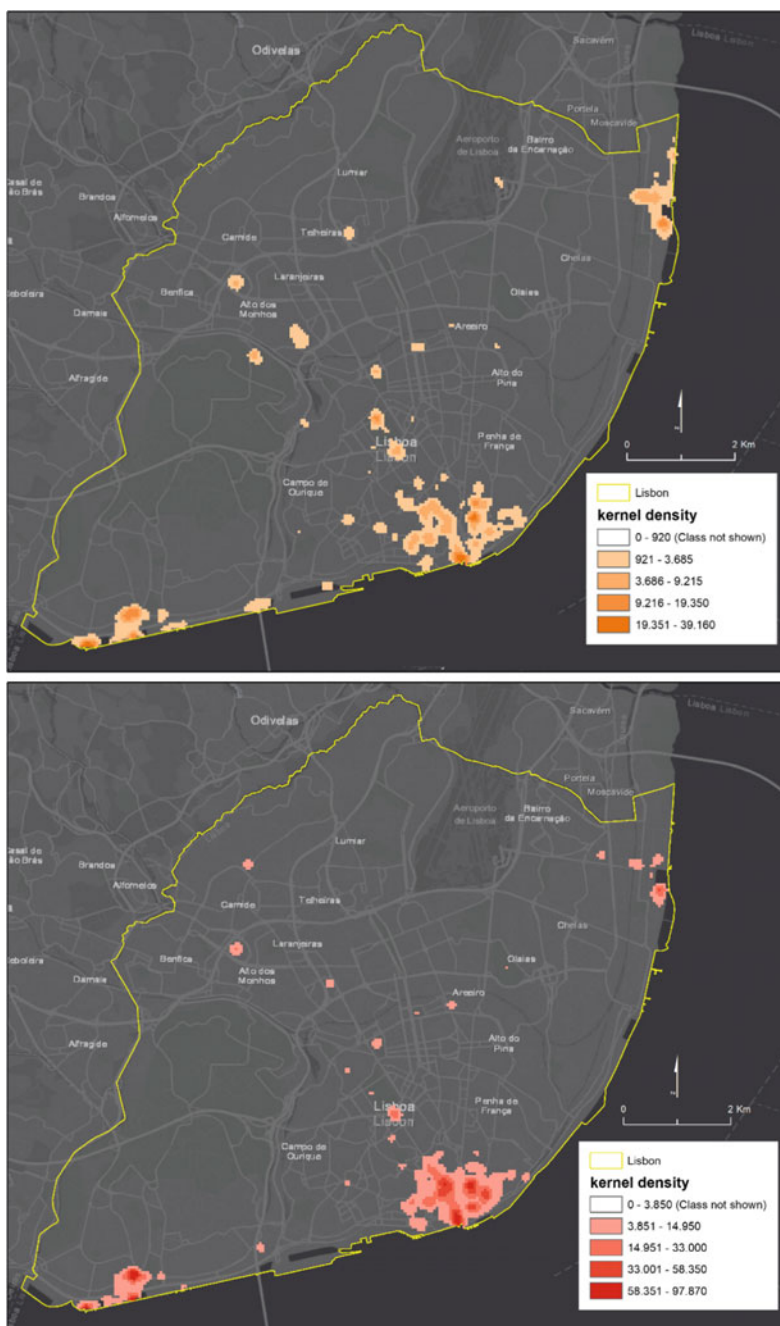 Odivelas
Sacavém
Lisboa Lisbon
Portela
Moscavide
Aeroporto
de Lisboa
Bairro
da Encarnação
Lumiar
Casal de
São Brás
Brandoa
Alfornelos
Carnide
Telheiras
Chelas
Laranjeiras
Benfica
Alto dos
Moinhos
Olaias
Damaia
Areeiro
Alfragide
Alto do
Pina
Lisboa
Lisbon
Penha de
França
Campo de
Ourique
0 2 Km
Lisbon
kernel density
0 - 920 (Class not shown)
921 - 3.685
3.686 - 9.215
9.216 - 19.350
19.351 - 39.160
Odivelas
Sacavém
Lisboa Lisbon
Portela
Moscavide
Aeroporto
de Lisboa
Bairro
da Encarnação
Lumiar
Brandoa
Alfornelos
Carnide
Telheiras
Chelas
Laranjeiras
Benfica
Alto dos
Moinhos
Olaias
Damaia
Areeiro
Alfragide
Alto do
Pina
Lisboa
Lisbon
Penha de
França
Campo de
Ourique
0 2 Km
Lisbon
kernel density
0 - 3.850 (Class not shown)
3.851 - 14.950
14.951 - 33.000
33.001 - 58.350
58.351 - 97.870